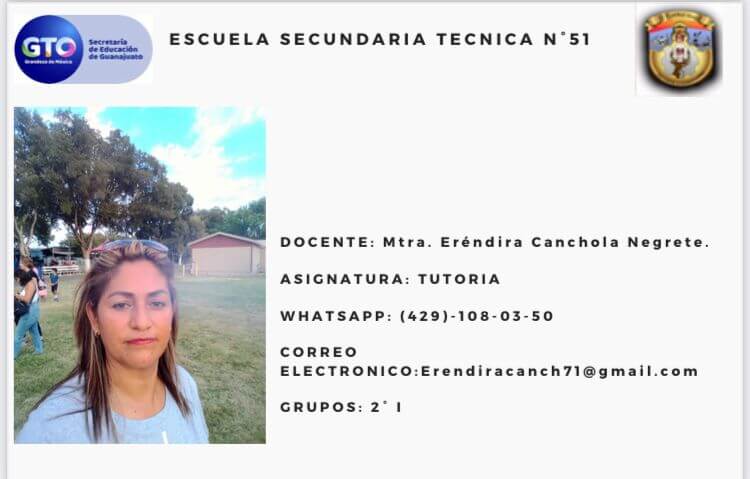 GTO
Grandeza de México
Secretaría
de Educación
de Guanajuato
ESCUELA SECUNDARIA TECNICA N°51
DOCENTE: Mtra. Eréndira Canchola Negrete.
ASIGNATURA: TUTORIA
WHATSAPP: (429)-108-03-50
CORREO
ELECTRONICO:Erendiracanch71@gmail.com
GRUPOS: 2° I